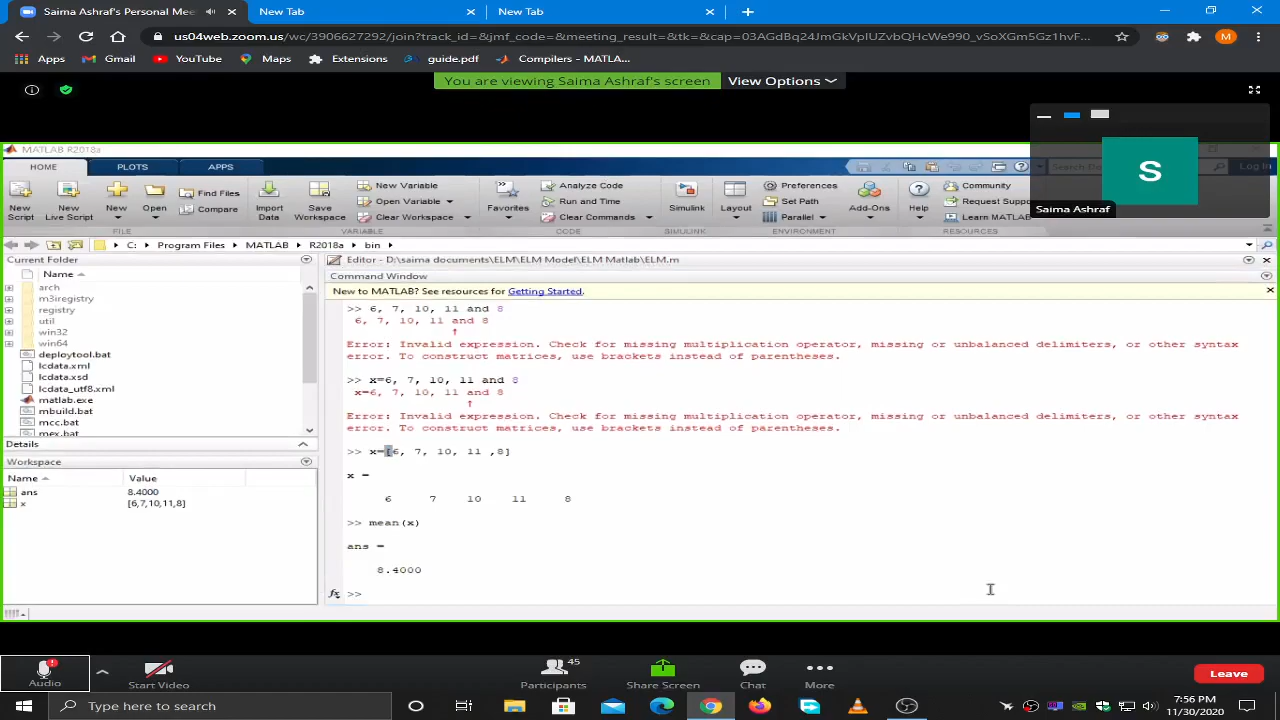 Saima Ashraf's Personal Mee
New Tab
New Tab
us04web.zoom.us/wc/3906627292/join?track_id=&jmf_code=&meeting_result=&tk=&cap=03AGdBq24JmGkVpIUZvbQHcWe990_vSoXGm5Gz1hvF...
M
Apps
Gmail
YouTube
Maps
Extensions
guide.pdf
Compilers - MATLA...
You are viewing Saima Ashraf's screen
View Options
MATLAB R2018a
HOME
PLOTS
APPS
Log In
S
Saima Ashraf
New Script
New Live Script
New
Open
Find Files
Compare
Import Data
Save Workspace
New Variable
Open Variable
Clear Workspace
Favorites
Analyze Code
Run and Time
Clear Commands
Simulink
Layout
Preferences
Set Path
Parallel
Add-Ons
Help
Community
Request Suppo
Learn MATLAB
FILE
VARIABLE
CODE
SIMULINK
ENVIRONMENT
RESOURCES
C: Program Files MATLAB R2018a bin
Current Folder
Name
arch
m3iregistry
registry
util
win32
win64
deploytool.bat
lcdata.xml
lcdata.xsd
lcdata_utf8.xml
matlab.exe
mbuild.bat
mcc.bat
mex.bat
Details
Workspace
Name Value
ans 8.4000
x [6,7,10,11,8]
Editor - D:\saima documents\ELM\ELM Model\ELM Matlab\ELM.m
Command Window
New to MATLAB? See resources for Getting Started.
>> 6, 7, 10, 11 and 8
6, 7, 10, 11 and 8
↑
Error: Invalid expression. Check for missing multiplication operator, missing or unbalanced delimiters, or other syntax
error. To construct matrices, use brackets instead of parentheses.
>> x=6, 7, 10, 11 and 8
x=6, 7, 10, 11 and 8
↑
Error: Invalid expression. Check for missing multiplication operator, missing or unbalanced delimiters, or other syntax
error. To construct matrices, use brackets instead of parentheses.
>> x=[6, 7, 10, 11 ,8]
x =
6 7 10 11 8
>> mean(x)
ans =
8.4000
fx >>
Audio
Start Video
45
Participants
Share Screen
Chat
More
Leave
Type here to search
7:56 PM
11/30/2020